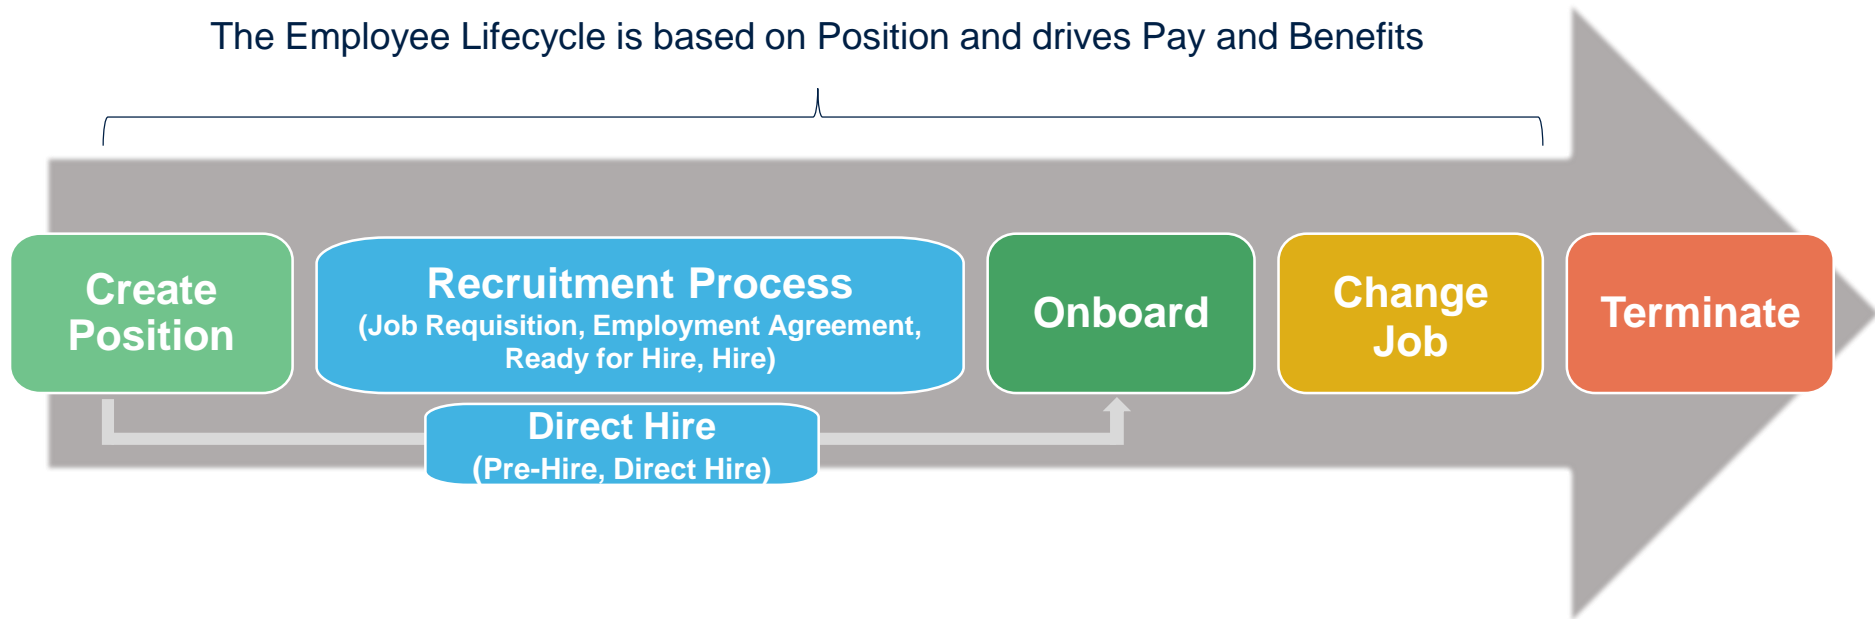 The Employee Lifecycle is based on Position and drives Pay and Benefits
Create
Position
Recruitment Process
(Job Requisition, Employment Agreement,
Ready for Hire, Hire)
Onboard
Change
Job
Terminate
Direct Hire
(Pre-Hire, Direct Hire)